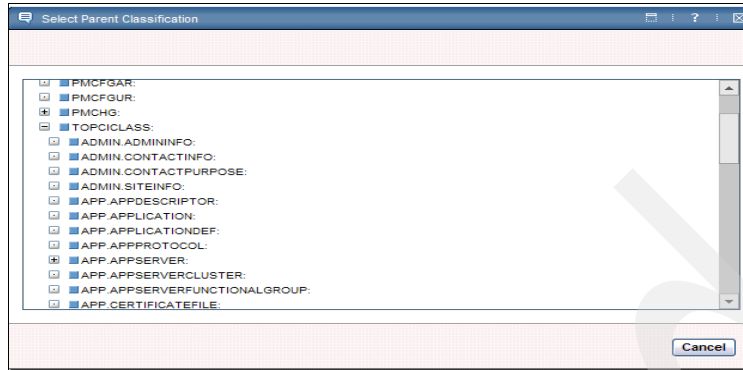 Select Parent Classification
?
PMCFGAR:
PMCFGUR:
PMCHG:
TOPCICLASS:
ADMIN.ADMININFO:
ADMIN.CONTACTINFO:
ADMIN.CONTACTPURPOSE:
ADMIN.SITEINFO:
APP.APPDESCRIPTOR:
APP.APPLICATION:
APP.APPLICATIONDEF:
APP.APPPROTOCOL:
APP.APPSERVER:
APP.APPSERVERCLUSTER:
APP.APPSERVERFUNCTIONALGROUP:
APP.CERTIFICATEFILE:
Cancel